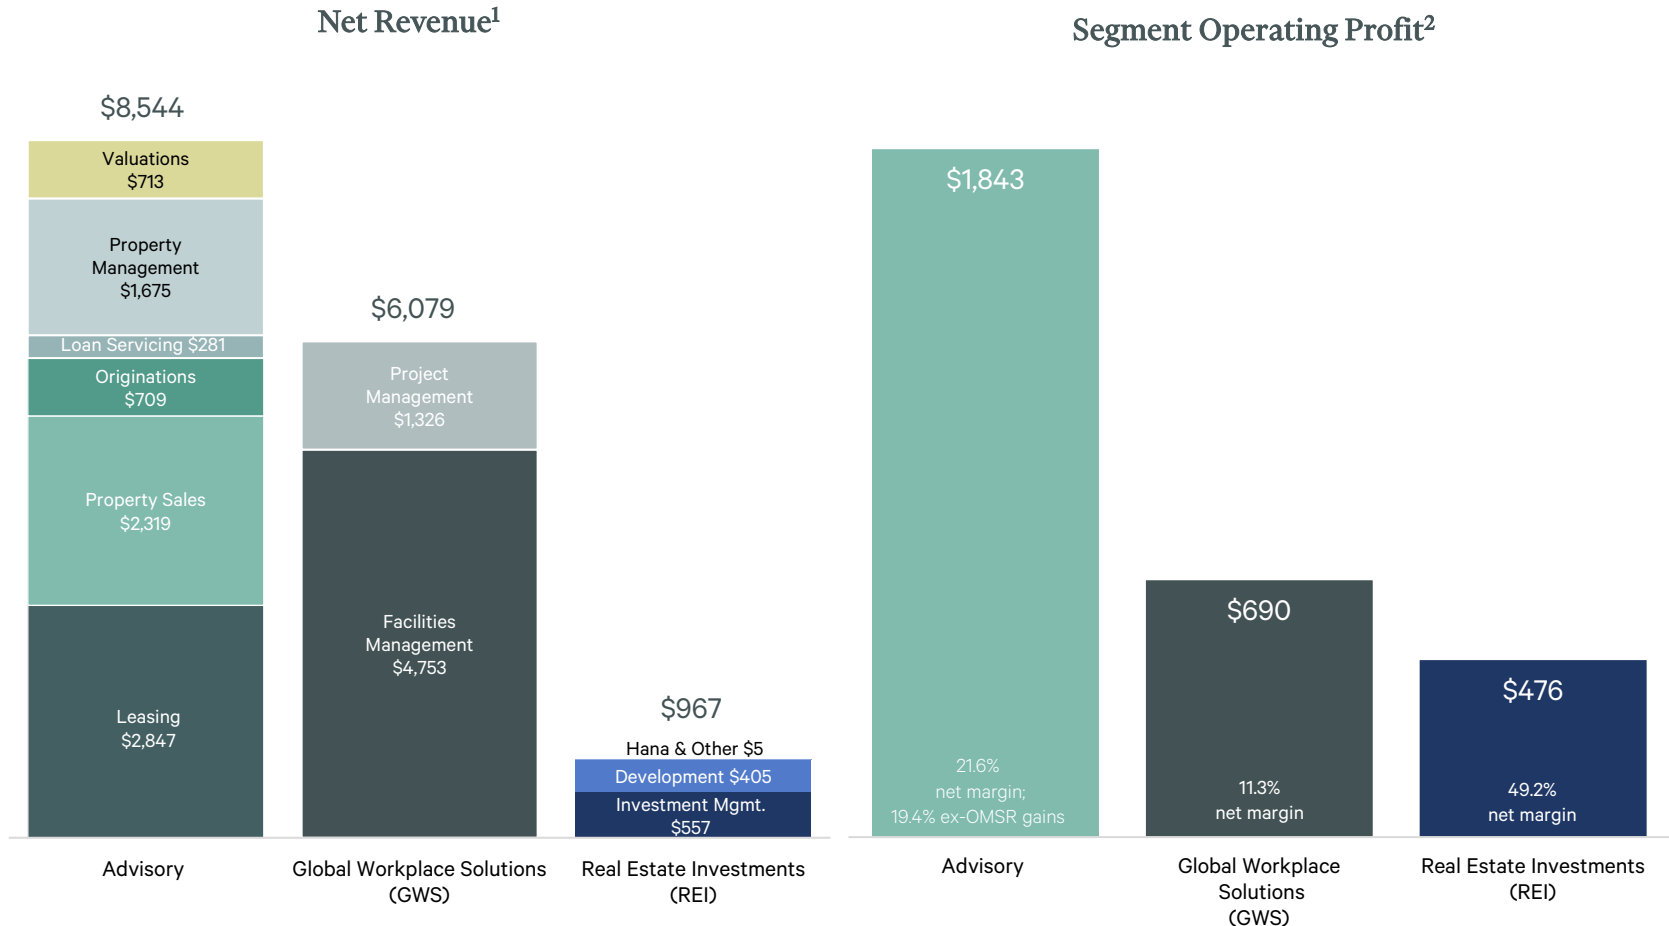 Net Revenue¹
$8,544
Valuations
$713
Property
Management
$1,675
Loan Servicing $281
Originations
$709
Property Sales
$2,319
Leasing
$2,847
Advisory
$6,079
Project
Management
$1,326
Facilities
Management
$4,753
Global Workplace Solutions
(GWS)
$967
Hana & Other $5
Development $405
Investment Mgmt.
$557
Real Estate Investments
(REI)
Segment Operating Profit²
$1,843
21.6%
net margin;
19.4% ex-OMSR gains
Advisory
$690
11.3%
net margin
Global Workplace
Solutions
(GWS)
$476
49.2%
net margin
Real Estate Investments
(REI)